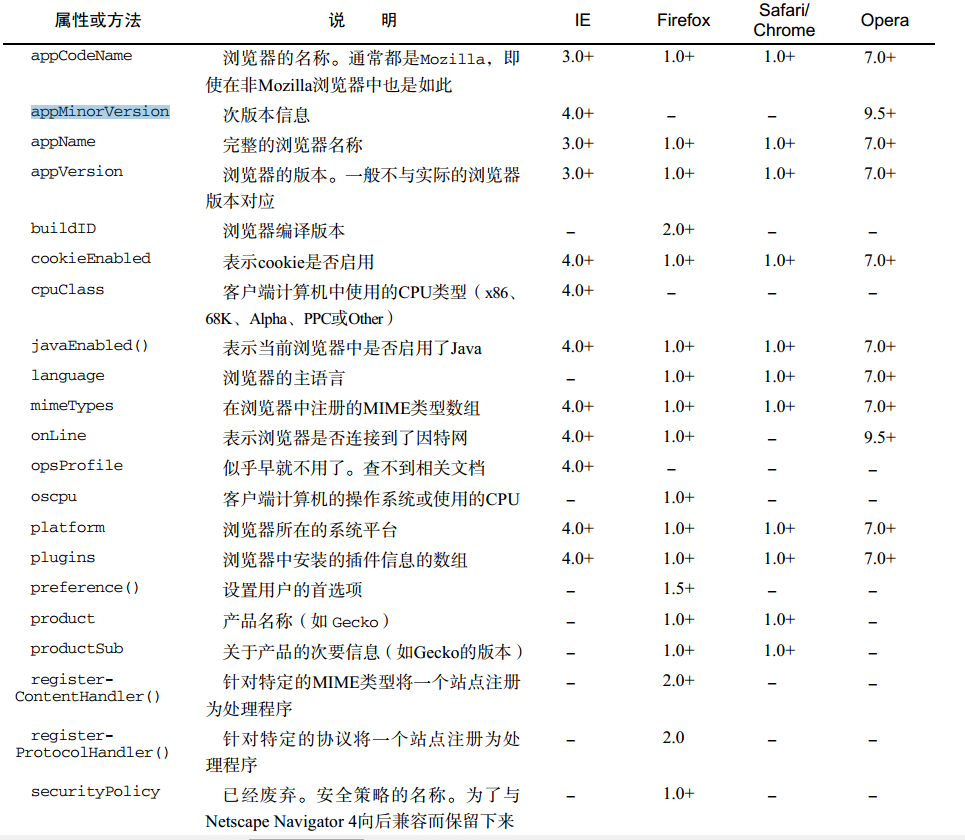 属性或方法 说 明 IE Firefox Safari/ Opera
Chrome
appCodeName 浏览器的名称。通常都是Mozilla，即 3.0+ 1.0+ 1.0+ 7.0+
使在非Mozilla浏览器中也是如此
appMinorVersion 次版本信息 4.0+ – – 9.5+
appName 完整的浏览器名称 3.0+ 1.0+ 1.0+ 7.0+
appVersion 浏览器的版本。一般不与实际的浏览器 3.0+ 1.0+ 1.0+ 7.0+
版本对应
buildID 浏览器编译版本 – 2.0+ – –
cookieEnabled 表示cookie是否启用 4.0+ 1.0+ 1.0+ 7.0+
cpuClass 客户端计算机中使用的CPU类型（x86、 4.0+ – – –
68K、Alpha、PPC或Other）
javaEnabled() 表示当前浏览器中是否启用了Java 4.0+ 1.0+ 1.0+ 7.0+
language 浏览器的主语言 – 1.0+ 1.0+ 7.0+
mimeTypes 在浏览器中注册的MIME类型数组 4.0+ 1.0+ 1.0+ 7.0+
onLine 表示浏览器是否连接到了因特网 4.0+ 1.0+ – 9.5+
opsProfile 似乎早就不用了。查不到相关文档 4.0+ – – –
oscpu 客户端计算机的操作系统或使用的CPU – 1.0+ – –
platform 浏览器所在的系统平台 4.0+ 1.0+ 1.0+ 7.0+
plugins 浏览器中安装的插件信息的数组 4.0+ 1.0+ 1.0+ 7.0+
preference() 设置用户的首选项 – 1.5+ – –
product 产品名称（如 Gecko） – 1.0+ 1.0+ –
productSub 关于产品的次要信息（如Gecko的版本） – 1.0+ 1.0+ –
register- 针对特定的MIME类型将一个站点注册 – 2.0+ – –
ContentHandler() 为处理程序
register- 针对特定的协议将一个站点注册为处 – 2.0 – –
ProtocolHandler() 理程序
securityPolicy 已经废弃。安全策略的名称。为了与 – 1.0+ – –
Netscape Navigator 4向后兼容而保留下来